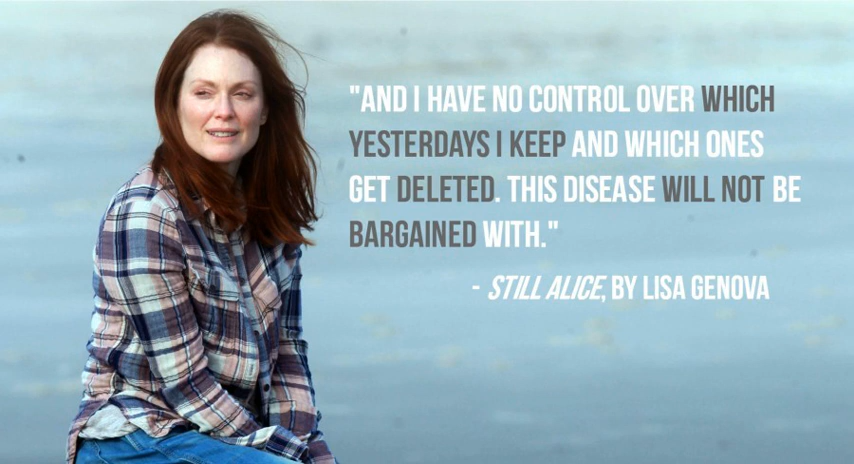 "AND I HAVE NO CONTROL OVER WHICH
YESTERDAYS I KEEP AND WHICH ONES
GET DELETED. THIS DISEASE WILL NOT BE
BARGAINED WITH."
- STILL ALICE, BY LISA GENOVA